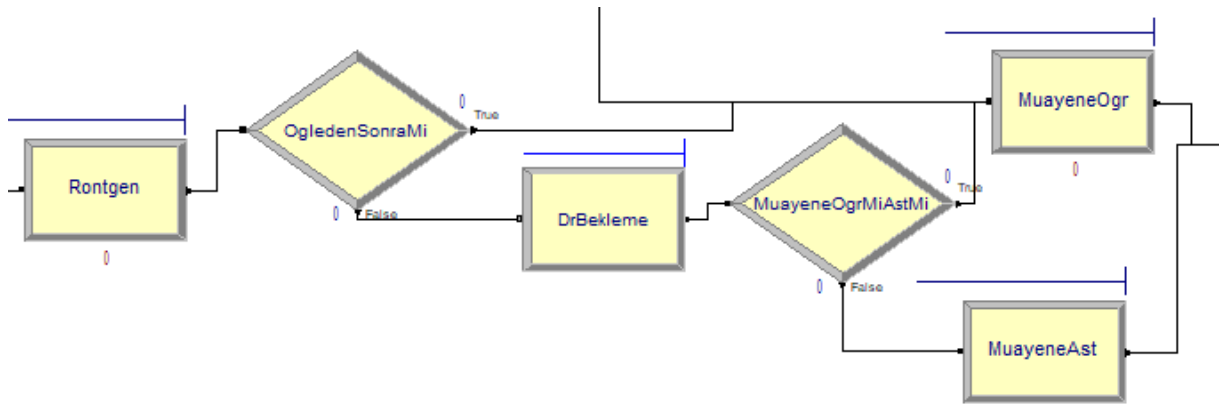 MuayeneOgr
0
OgledenSonraMi
0
True
0
False
Rontgen
0
DrBekleme
MuayeneOgrMiAstMi
0
True
0
False
MuayeneAst